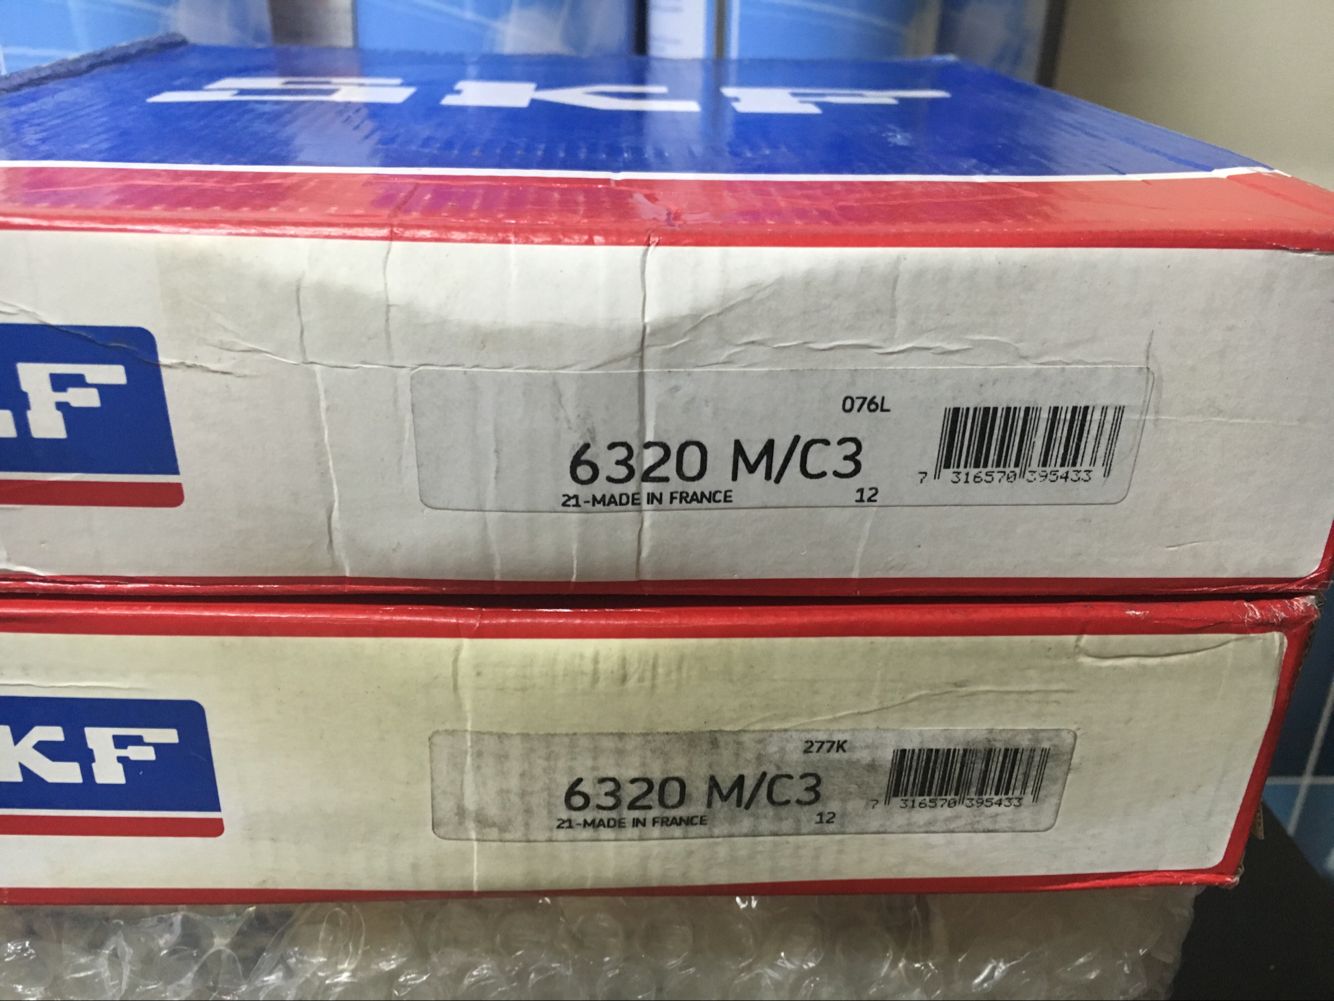 SKF
KF
076L
6320 M/C3
21-MADE IN FRANCE 12
7 316570 395433
KF
277K
6320 M/C3
21-MADE IN FRANCE 12
7 316570 395433